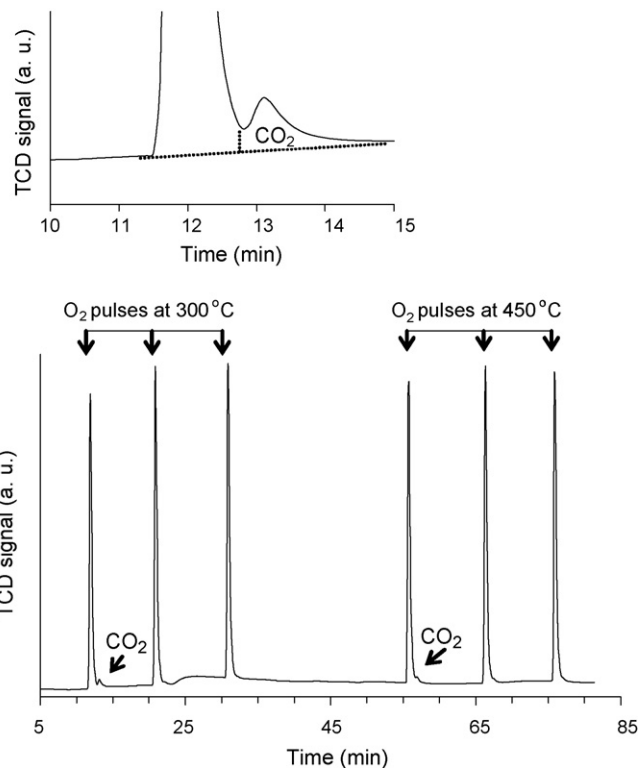 TCD signal (a. u.)
CO₂
10 11 12 13 14 15
Time (min)
O₂ pulses at 300 °C
O₂ pulses at 450 °C
TCD signal (a. u.)
CO₂
CO₂
5 25 45 65 85
Time (min)